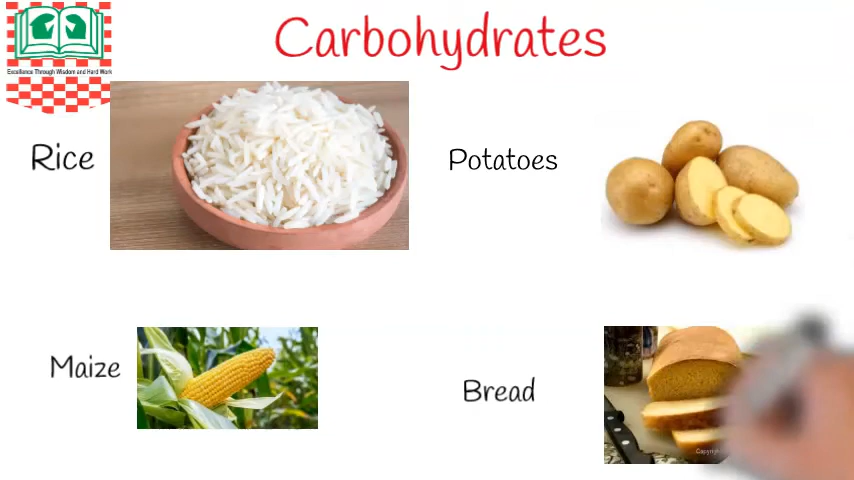 Carbohydrates
Excellence Through Wisdom and Hard Work
Rice
Potatoes
Maize
Bread